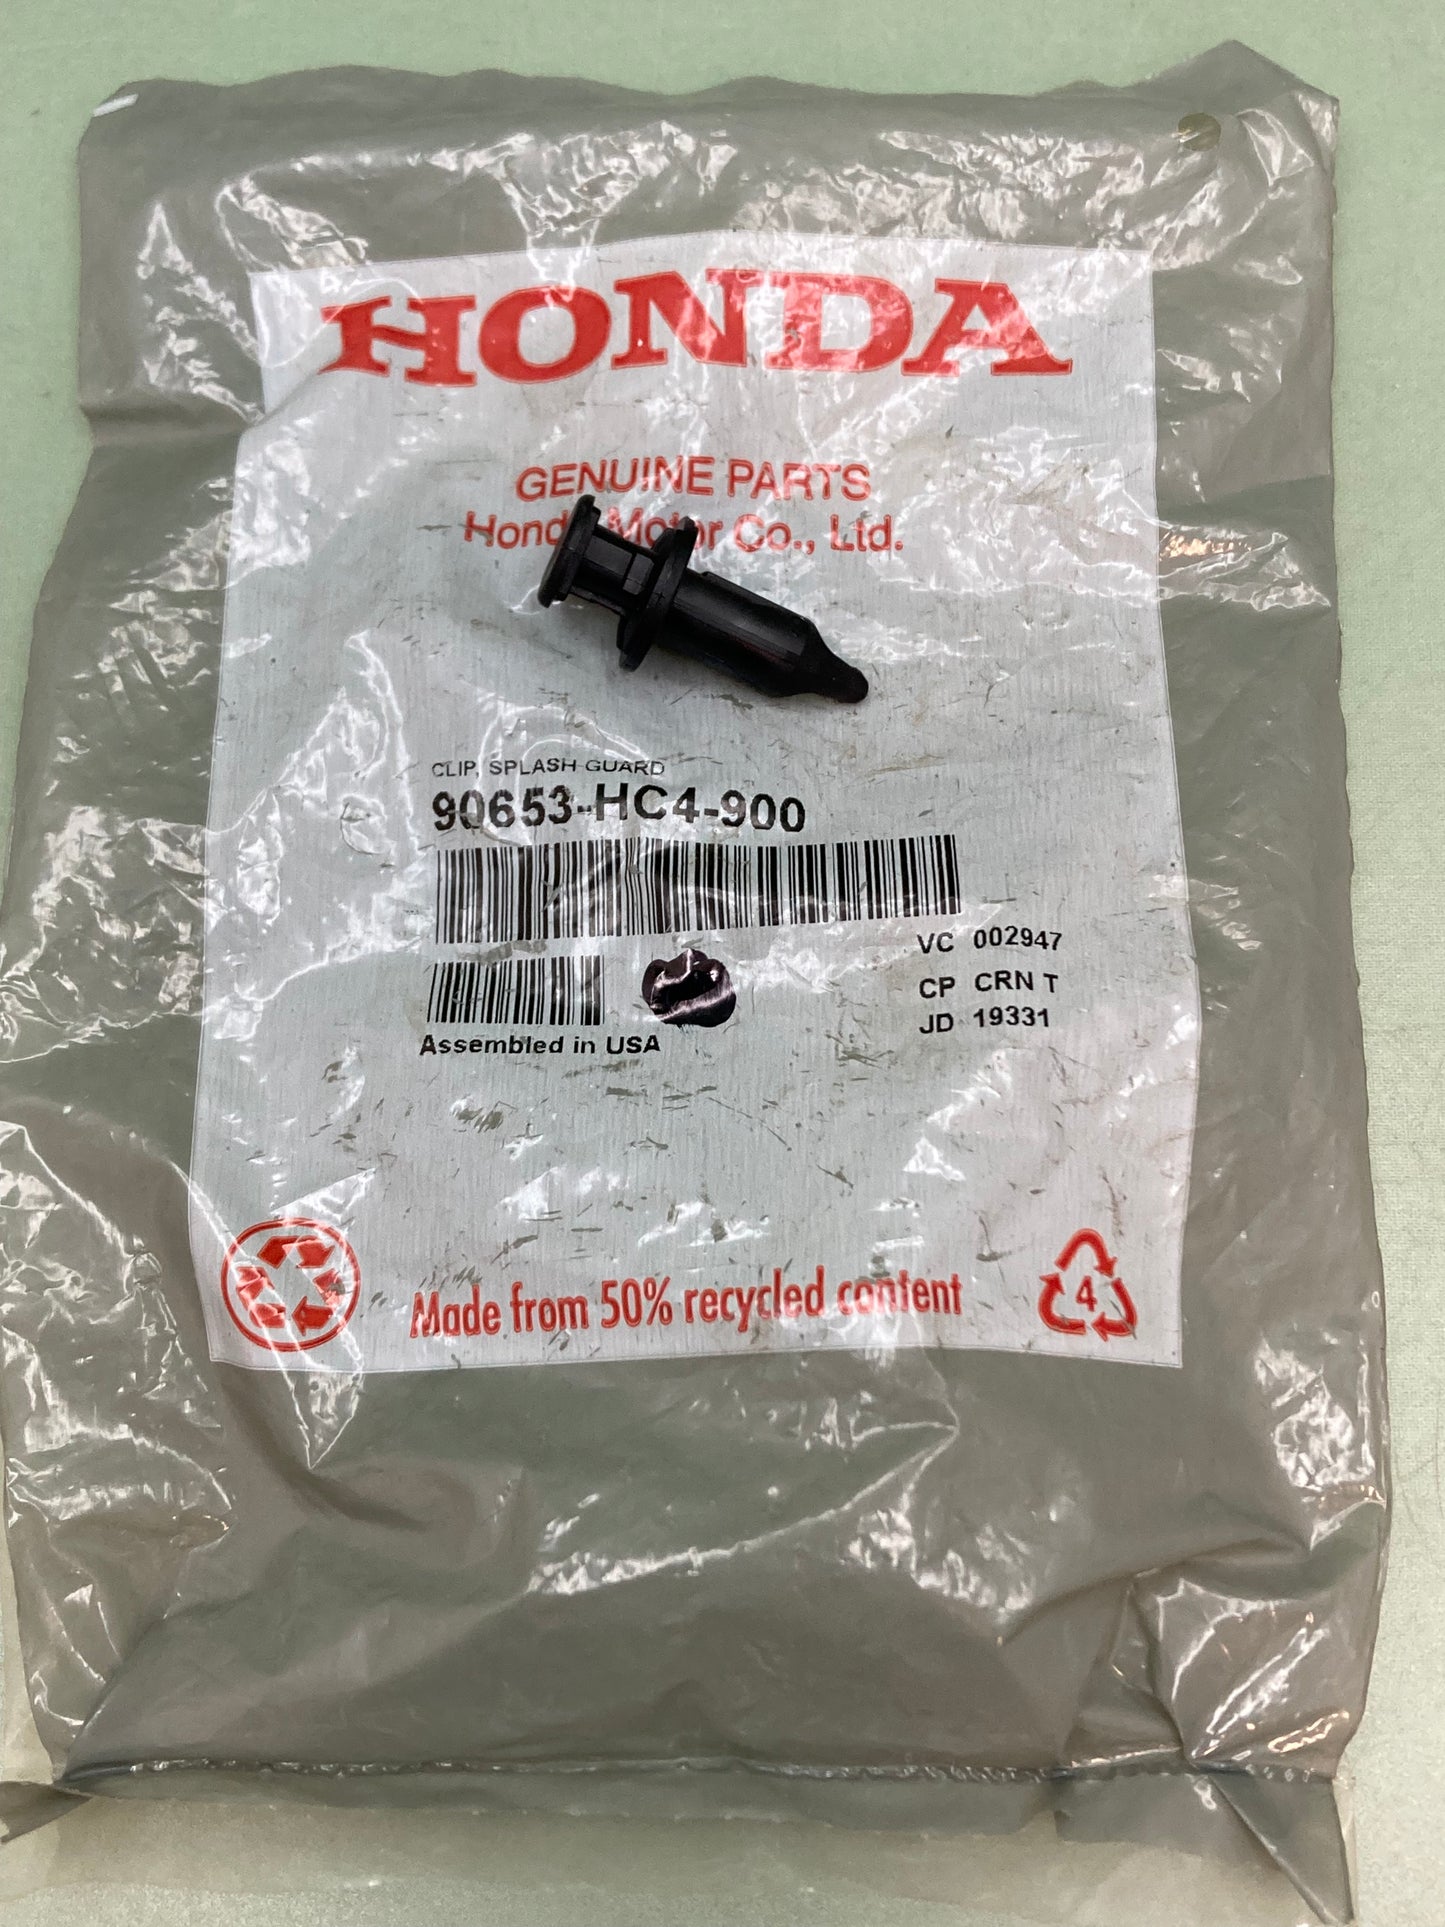 HONDA
GENUINE PARTS
Honda Motor Co., Ltd.
CLIP, SPLASH GUARD
90653-HC4-900
VC 002947
CP CRN T
JD 19331
Assembled in USA
Made from 50% recycled content
4